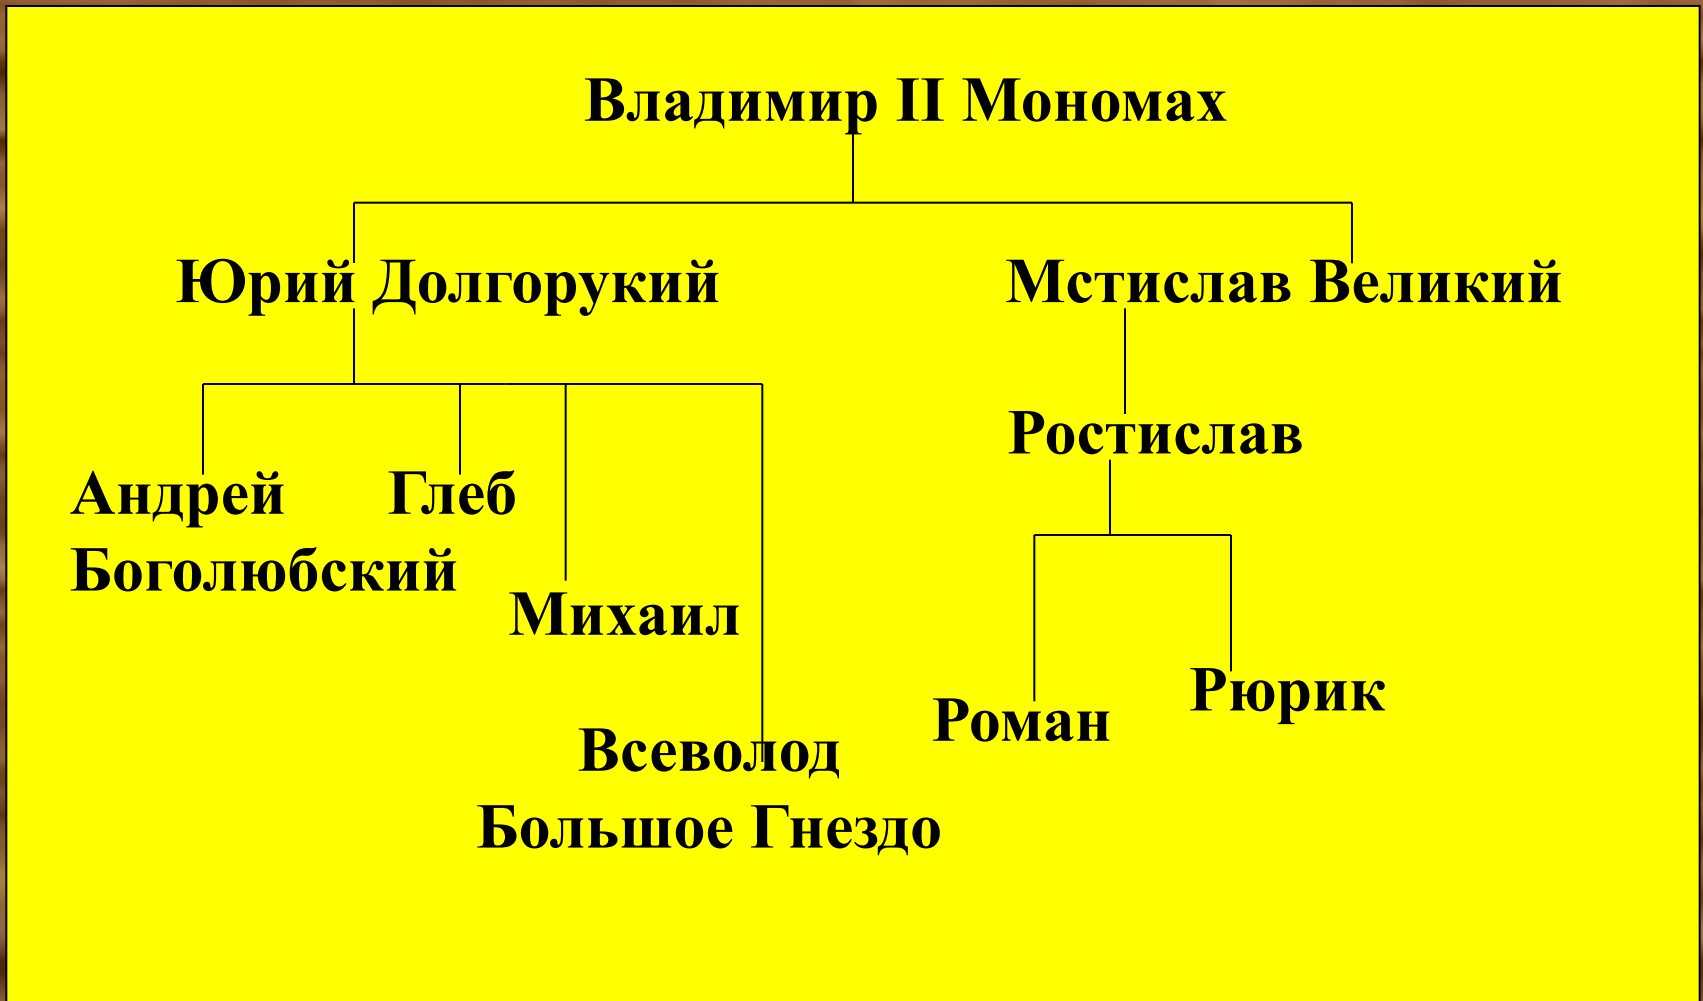 Владимир II Мономах
Юрий Долгорукий
Мстислав Великий
Ростислав
Андрей
Боголюбский
Глеб
Михаил
Всеволод
Большое Гнездо
Роман
Рюрик